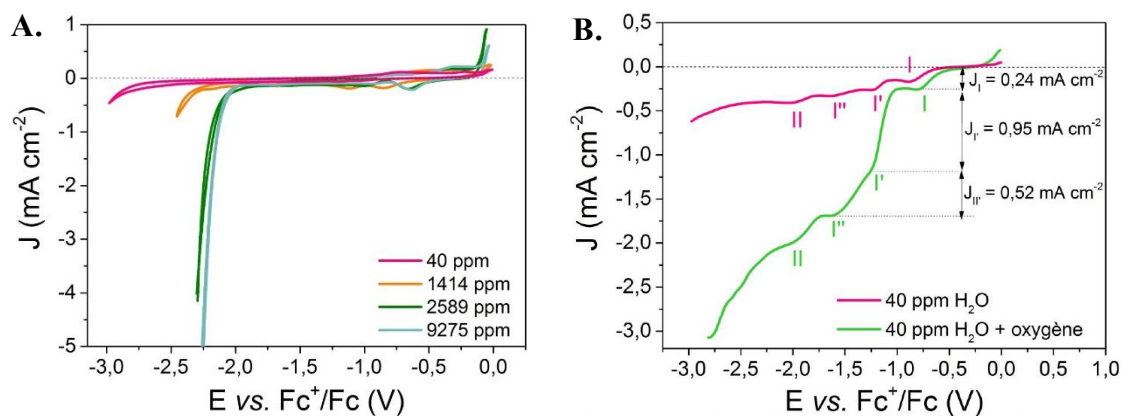 A.
1
0
-1
-2
-3
-4
-5
J (mA cm⁻²)
40 ppm
1414 ppm
2589 ppm
9275 ppm
-3,0 -2,5 -2,0 -1,5 -1,0 -0,5 0,0
E vs. Fc⁺/Fc (V)
B.
0,5
0,0
-0,5
-1,0
-1,5
-2,0
-2,5
-3,0
J (mA cm⁻²)
I
II I" I' I
J_I = 0,24 mA cm⁻²
J_I' = 0,95 mA cm⁻²
I'
J_II' = 0,52 mA cm⁻²
I"
II
40 ppm H₂O
40 ppm H₂O + oxygène
-3,0 -2,5 -2,0 -1,5 -1,0 -0,5 0,0 0,5 1,0
E vs. Fc⁺/Fc (V)